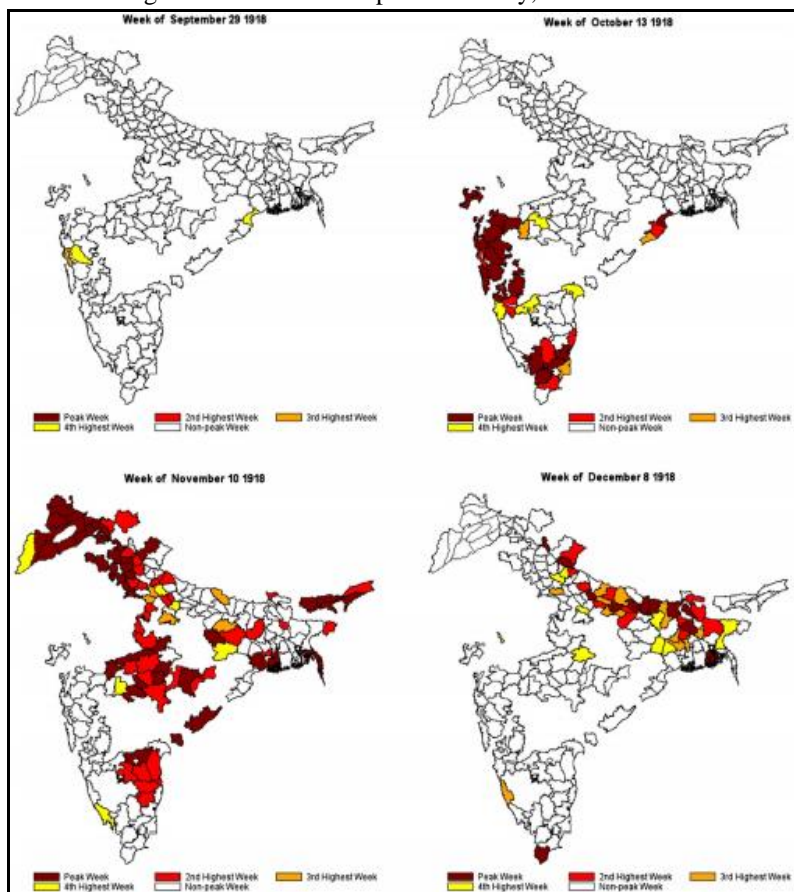 Week of September 29 1918
Week of October 13 1918
Peak Week 2nd Highest Week 3rd Highest Week
4th Highest Week Non-peak Week
Peak Week 2nd Highest Week 3rd Highest Week
4th Highest Week Non-peak Week
Week of November 10 1918
Week of December 8 1918
Peak Week 2nd Highest Week 3rd Highest Week
4th Highest Week Non-peak Week
Peak Week 2nd Highest Week 3rd Highest Week
4th Highest Week Non-peak Week